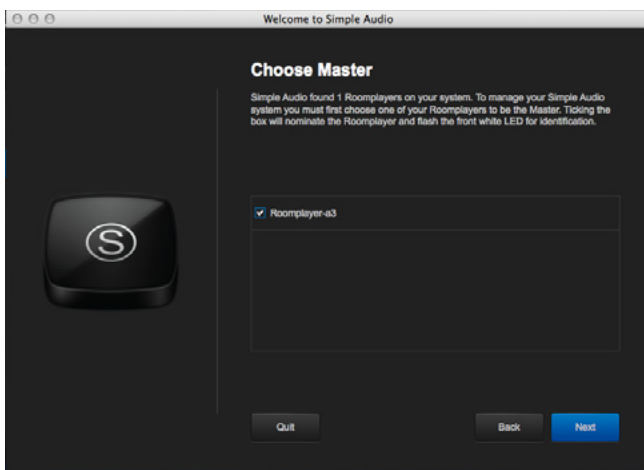 Welcome to Simple Audio
Choose Master
Simple Audio found 1 Roomplayers on your system. To manage your Simple Audio
system you must first choose one of your Roomplayers to be the Master. Ticking the
box will nominate the Roomplayer and flash the front white LED for identification.
Roomplayer-a3
S
Quit
Back
Next